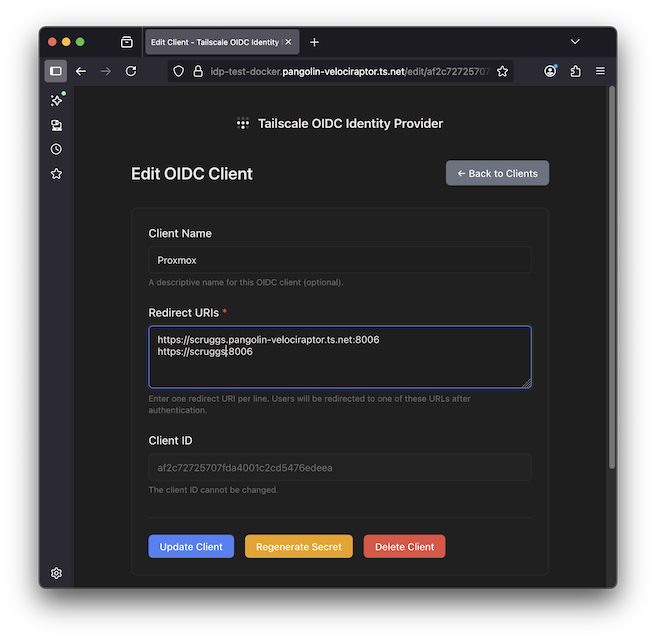 Edit Client - Tailscale OIDC Identity
idp-test-docker.pangolin-velociraptor.ts.net/edit/af2c72725707
Tailscale OIDC Identity Provider
Edit OIDC Client
← Back to Clients
Client Name
Proxmox
A descriptive name for this OIDC client (optional).
Redirect URIs *
https://scruggs.pangolin-velociraptor.ts.net:8006
https://scruggs:8006
Enter one redirect URI per line. Users will be redirected to one of these URLs after
authentication.
Client ID
af2c72725707fda4001c2cd5476edeea
The client ID cannot be changed.
Update Client
Regenerate Secret
Delete Client